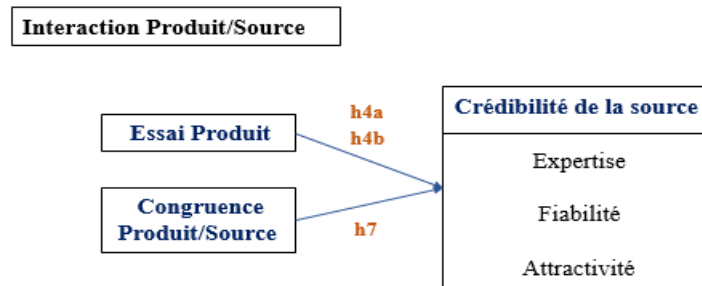 Interaction Produit/Source
Essai Produit
h4a
h4b
Congruence
Produit/Source
h7
Crédibilité de la source
Expertise
Fiabilité
Attractivité